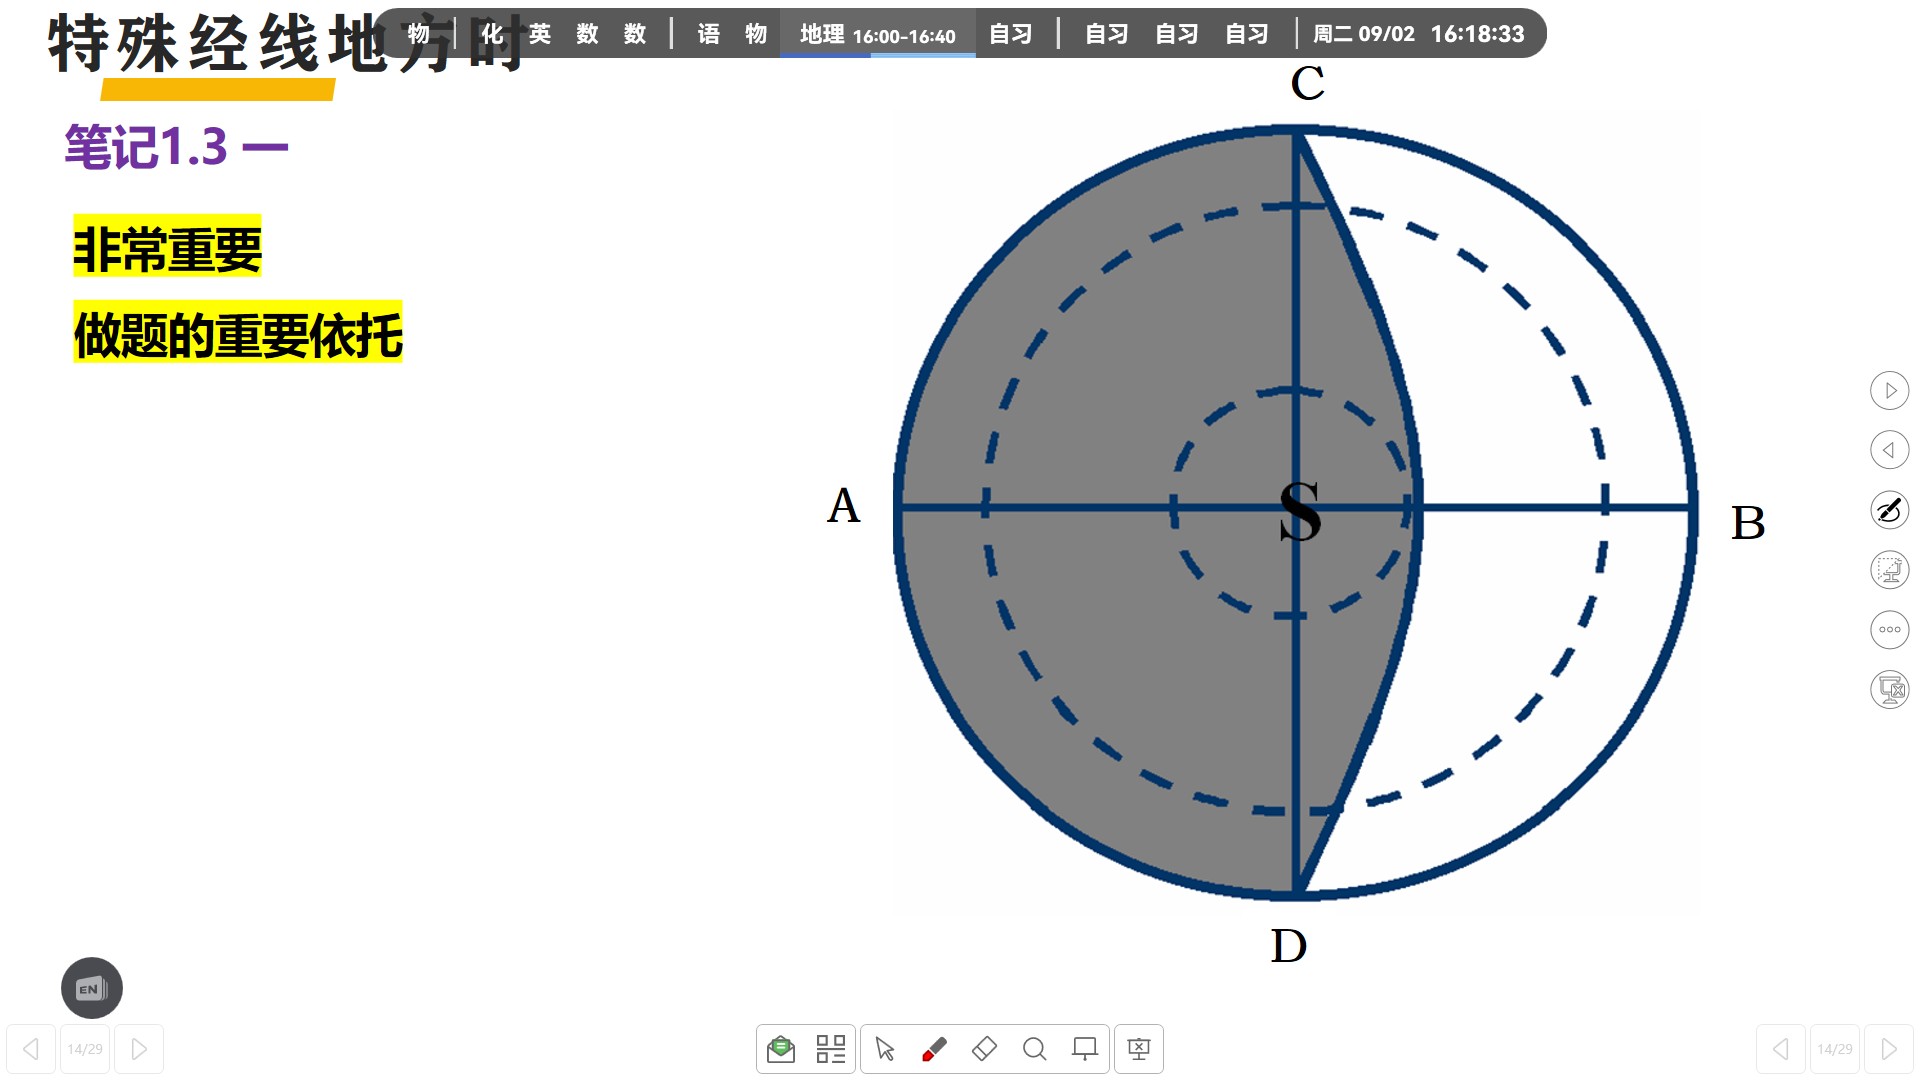 特殊经线地方时
物 | 化 英 数 数 | 语 物 地理 16:00-16:40 自习 | 自习 自习 自习 | 周二 09/02 16:18:33
笔记1.3 一
非常重要
做题的重要依托
C
A
S
B
D
EN
14/29
14/29